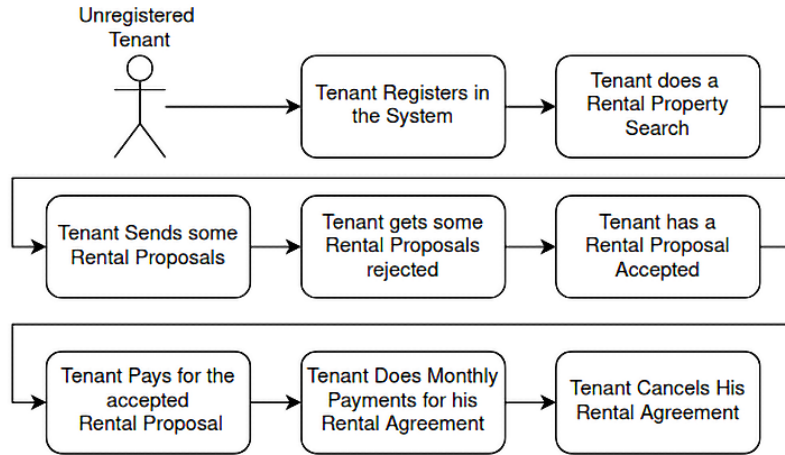 Unregistered
Tenant
Tenant Registers in
the System
Tenant does a
Rental Property
Search
Tenant Sends some
Rental Proposals
Tenant gets some
Rental Proposals
rejected
Tenant has a
Rental Proposal
Accepted
Tenant Pays for the
accepted
Rental Proposal
Tenant Does Monthly
Payments for his
Rental Agreement
Tenant Cancels His
Rental Agreement